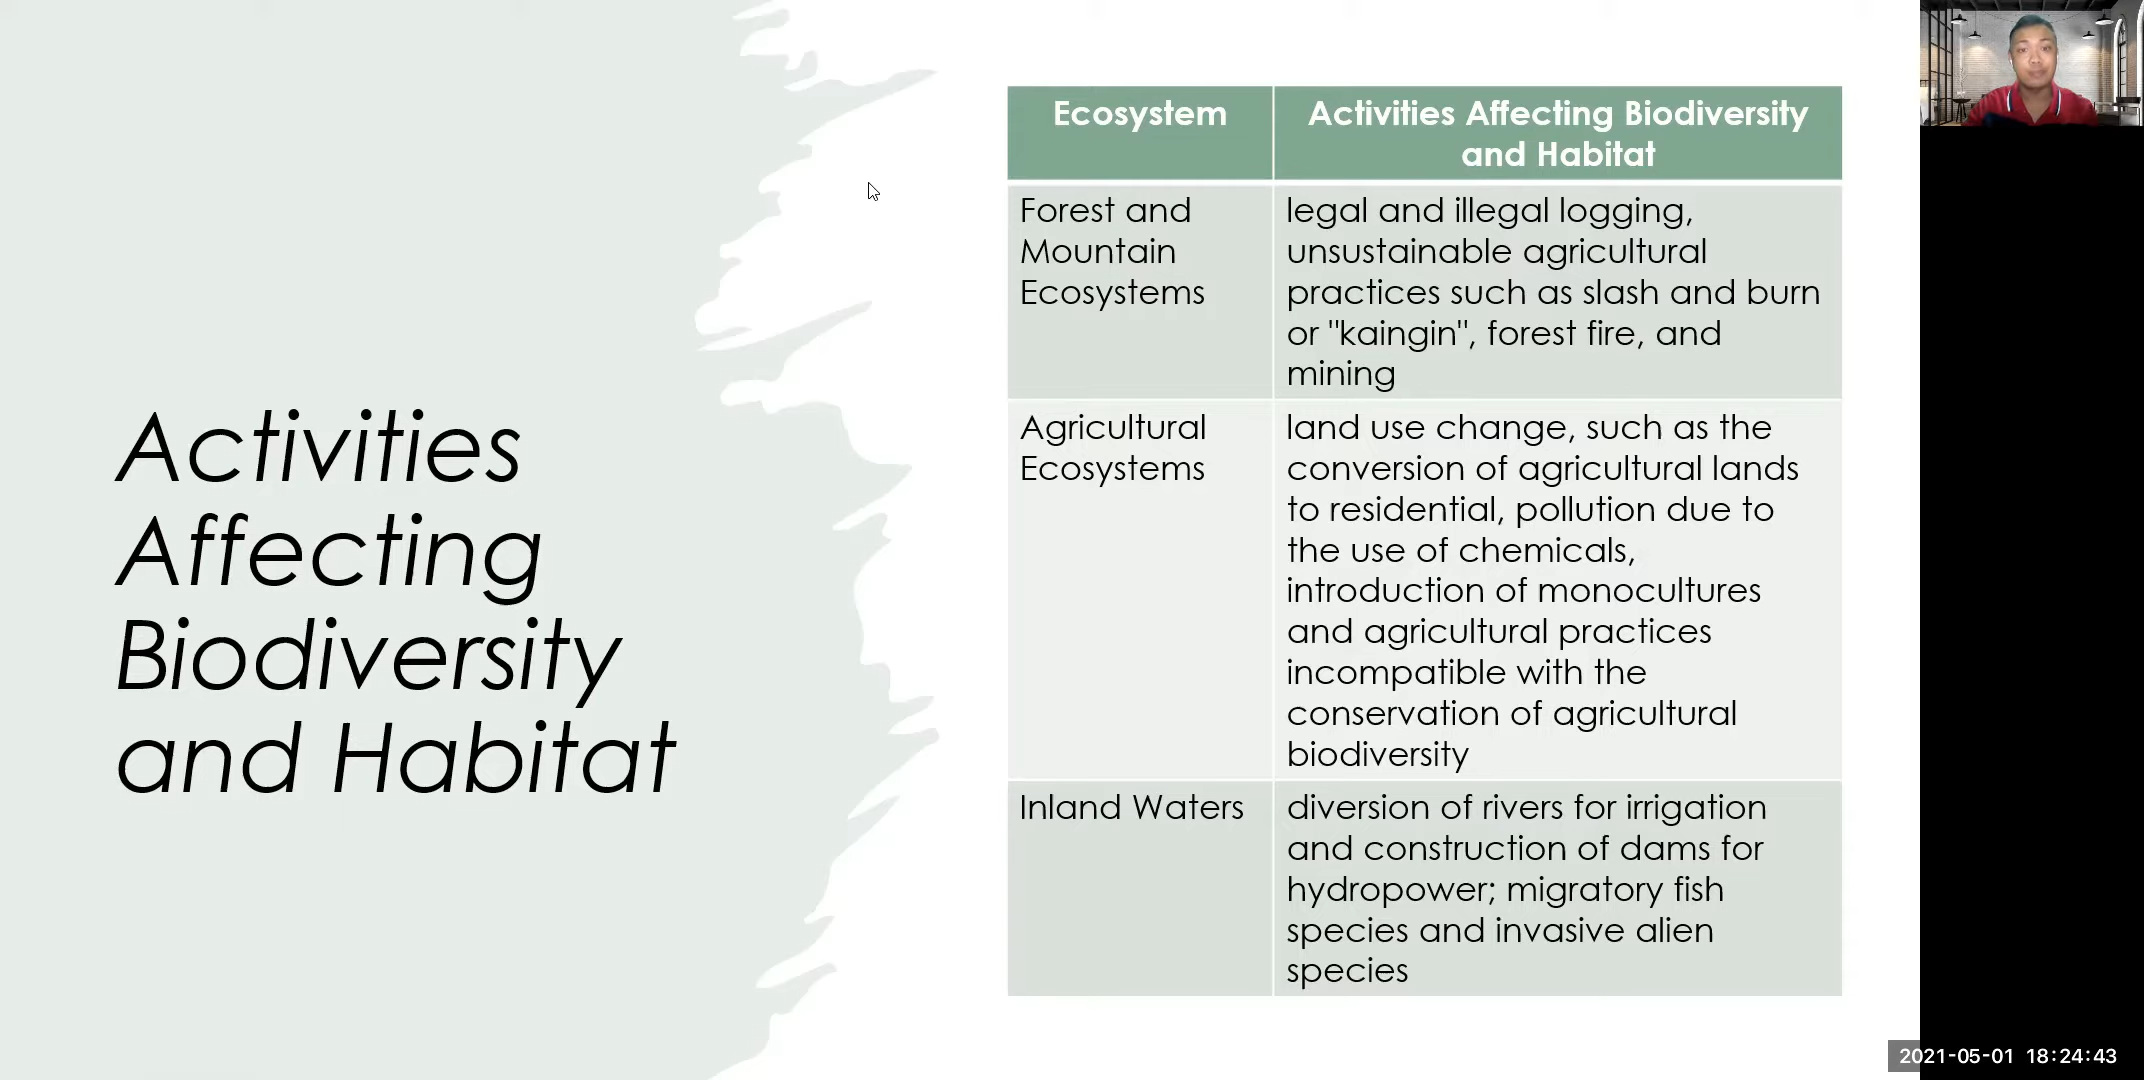 Activities
Affecting
Biodiversity
and Habitat
Ecosystem
Activities Affecting Biodiversity
and Habitat
Forest and
Mountain
Ecosystems
legal and illegal logging,
unsustainable agricultural
practices such as slash and burn
or "kaingin", forest fire, and
mining
Agricultural
Ecosystems
land use change, such as the
conversion of agricultural lands
to residential, pollution due to
the use of chemicals,
introduction of monocultures
and agricultural practices
incompatible with the
conservation of agricultural
biodiversity
Inland Waters
diversion of rivers for irrigation
and construction of dams for
hydropower; migratory fish
species and invasive alien
species
2021-05-01 18:24:43